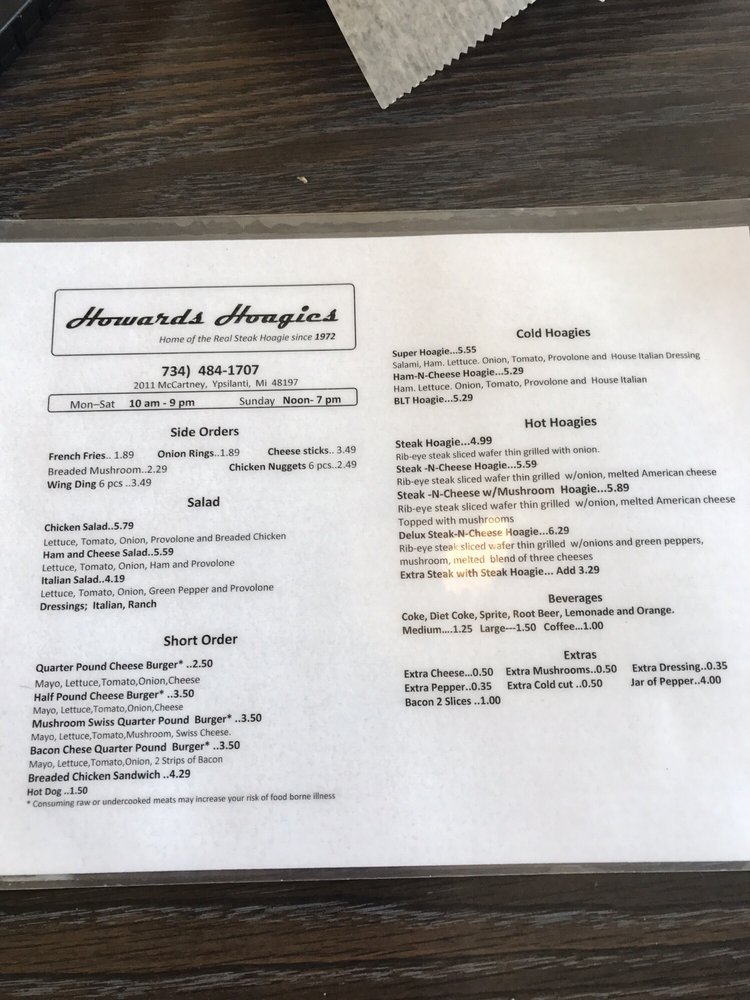 Howards Hoagies
Home of the Real Steak Hoagie since 1972
734) 484-1707
2011 McCartney, Ypsilanti, Mi 48197
Mon–Sat 10 am - 9 pm Sunday Noon- 7 pm
Side Orders
French Fries.. 1.89 Onion Rings..1.89 Cheese sticks.. 3.49
Breaded Mushroom..2.29 Chicken Nuggets 6 pcs..2.49
Wing Ding 6 pcs ..3.49
Salad
Chicken Salad..5.79
Lettuce, Tomato, Onion, Provolone and Breaded Chicken
Ham and Cheese Salad..5.59
Lettuce, Tomato, Onion, Ham and Provolone
Italian Salad..4.19
Lettuce, Tomato, Onion, Green Pepper and Provolone
Dressings; Italian, Ranch
Short Order
Quarter Pound Cheese Burger* ..2.50
Mayo, Lettuce,Tomato,Onion,Cheese
Half Pound Cheese Burger* ..3.50
Mayo, Lettuce,Tomato,Onion,Cheese
Mushroom Swiss Quarter Pound Burger* ..3.50
Mayo, Lettuce,Tomato,Mushroom, Swiss Cheese.
Bacon Chese Quarter Pound Burger* ..3.50
Mayo, Lettuce,Tomato,Onion, 2 Strips of Bacon
Breaded Chicken Sandwich ..4.29
Hot Dog ..1.50
* Consuming raw or undercooked meats may increase your risk of food borne illness
Cold Hoagies
Super Hoagie...5.55
Salami, Ham. Lettuce. Onion, Tomato, Provolone and House Italian Dressing
Ham-N-Cheese Hoagie...5.29
Ham. Lettuce. Onion, Tomato, Provolone and House Italian
BLT Hoagie...5.29
Hot Hoagies
Steak Hoagie...4.99
Rib-eye steak sliced wafer thin grilled with onion.
Steak -N-Cheese Hoagie...5.59
Rib-eye steak sliced wafer thin grilled w/onion, melted American cheese
Steak -N-Cheese w/Mushroom Hoagie...5.89
Rib-eye steak sliced wafer thin grilled w/onion, melted American cheese
Topped with mushrooms
Delux Steak-N-Cheese Hoagie...6.29
Rib-eye steak sliced wafer thin grilled w/onions and green peppers,
mushroom, melted blend of three cheeses
Extra Steak with Steak Hoagie... Add 3.29
Beverages
Coke, Diet Coke, Sprite, Root Beer, Lemonade and Orange.
Medium....1.25 Large---1.50 Coffee...1.00
Extras
Extra Cheese...0.50 Extra Mushrooms..0.50 Extra Dressing..0.35
Extra Pepper..0.35 Extra Cold cut ..0.50 Jar of Pepper..4.00
Bacon 2 Slices ..1.00